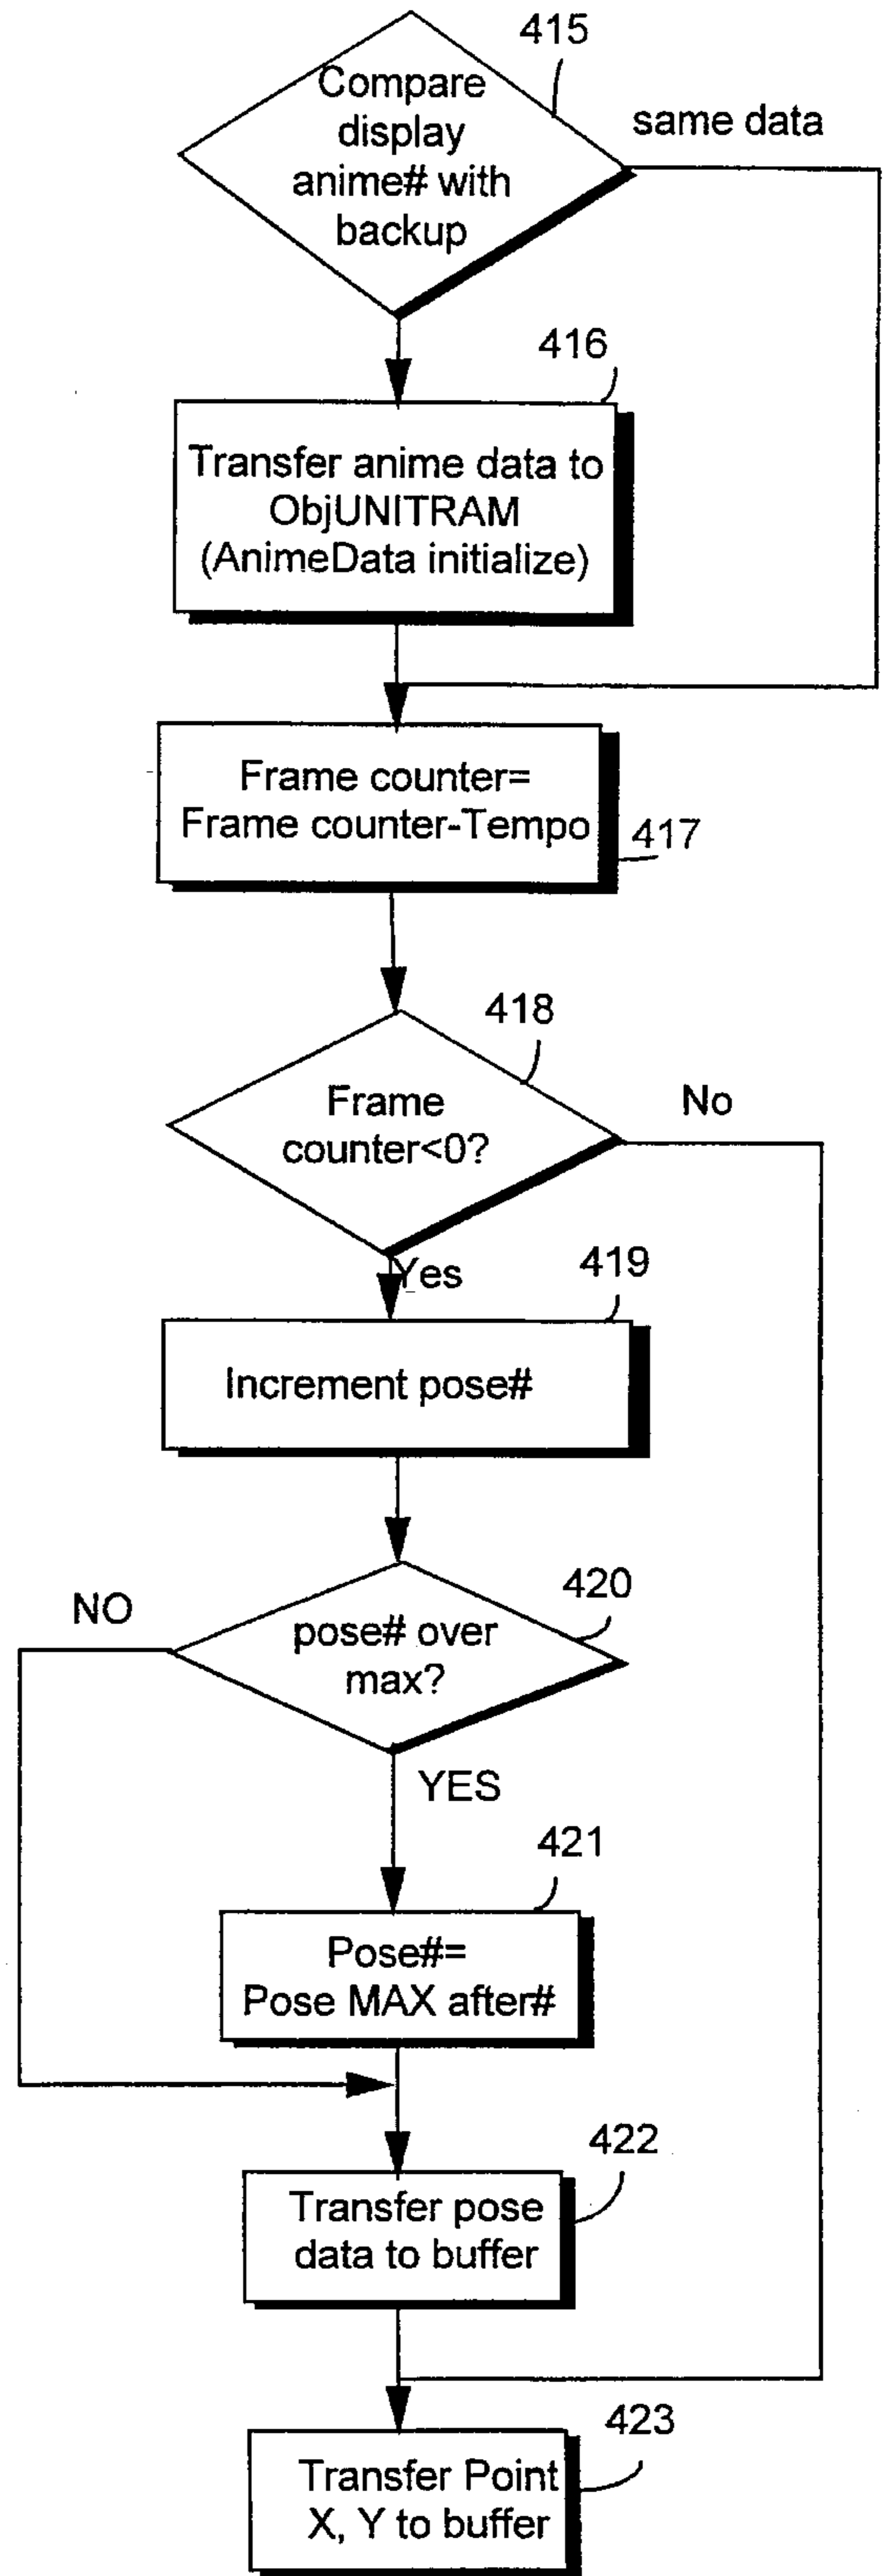 415
Compare
display
anime# with
backup
same data
416
Transfer anime data to
ObjUNITRAM
(AnimeData initialize)
Frame counter=
Frame counter-Tempo
417
418
Frame
counter<0?
No
Yes
419
Increment pose#
420
NO
pose# over
max?
YES
421
Pose#=
Pose MAX after#
422
Transfer pose
data to buffer
423
Transfer Point
X, Y to buffer